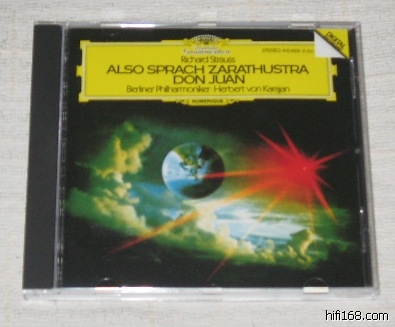 DIGITAL
Richard Strauss
ALSO SPRACH ZARATHUSTRA
DON JUAN
Berliner Philharmoniker · Herbert von Karajan
hifi168.com